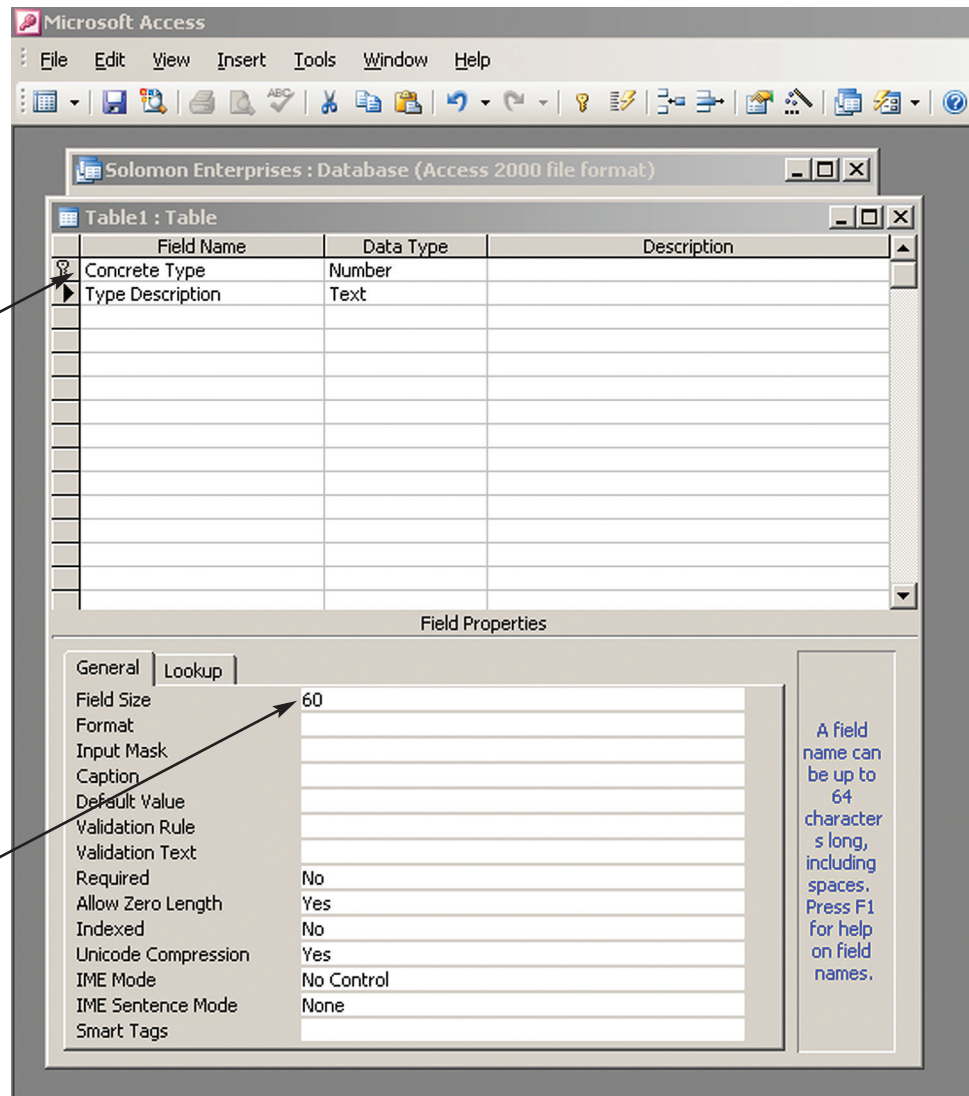 Microsoft Access
File Edit View Insert Tools Window Help
ABC
Solomon Enterprises : Database (Access 2000 file format)
Table1 : Table
Field Name Data Type Description
Concrete Type Number
Type Description Text
Field Properties
General Lookup
Field Size 60
Format
Input Mask
Caption
Default Value
Validation Rule
Validation Text
Required No
Allow Zero Length Yes
Indexed No
Unicode Compression Yes
IME Mode No Control
IME Sentence Mode None
Smart Tags
A field
name can
be up to
64
character
s long,
including
spaces.
Press F1
for help
on field
names.